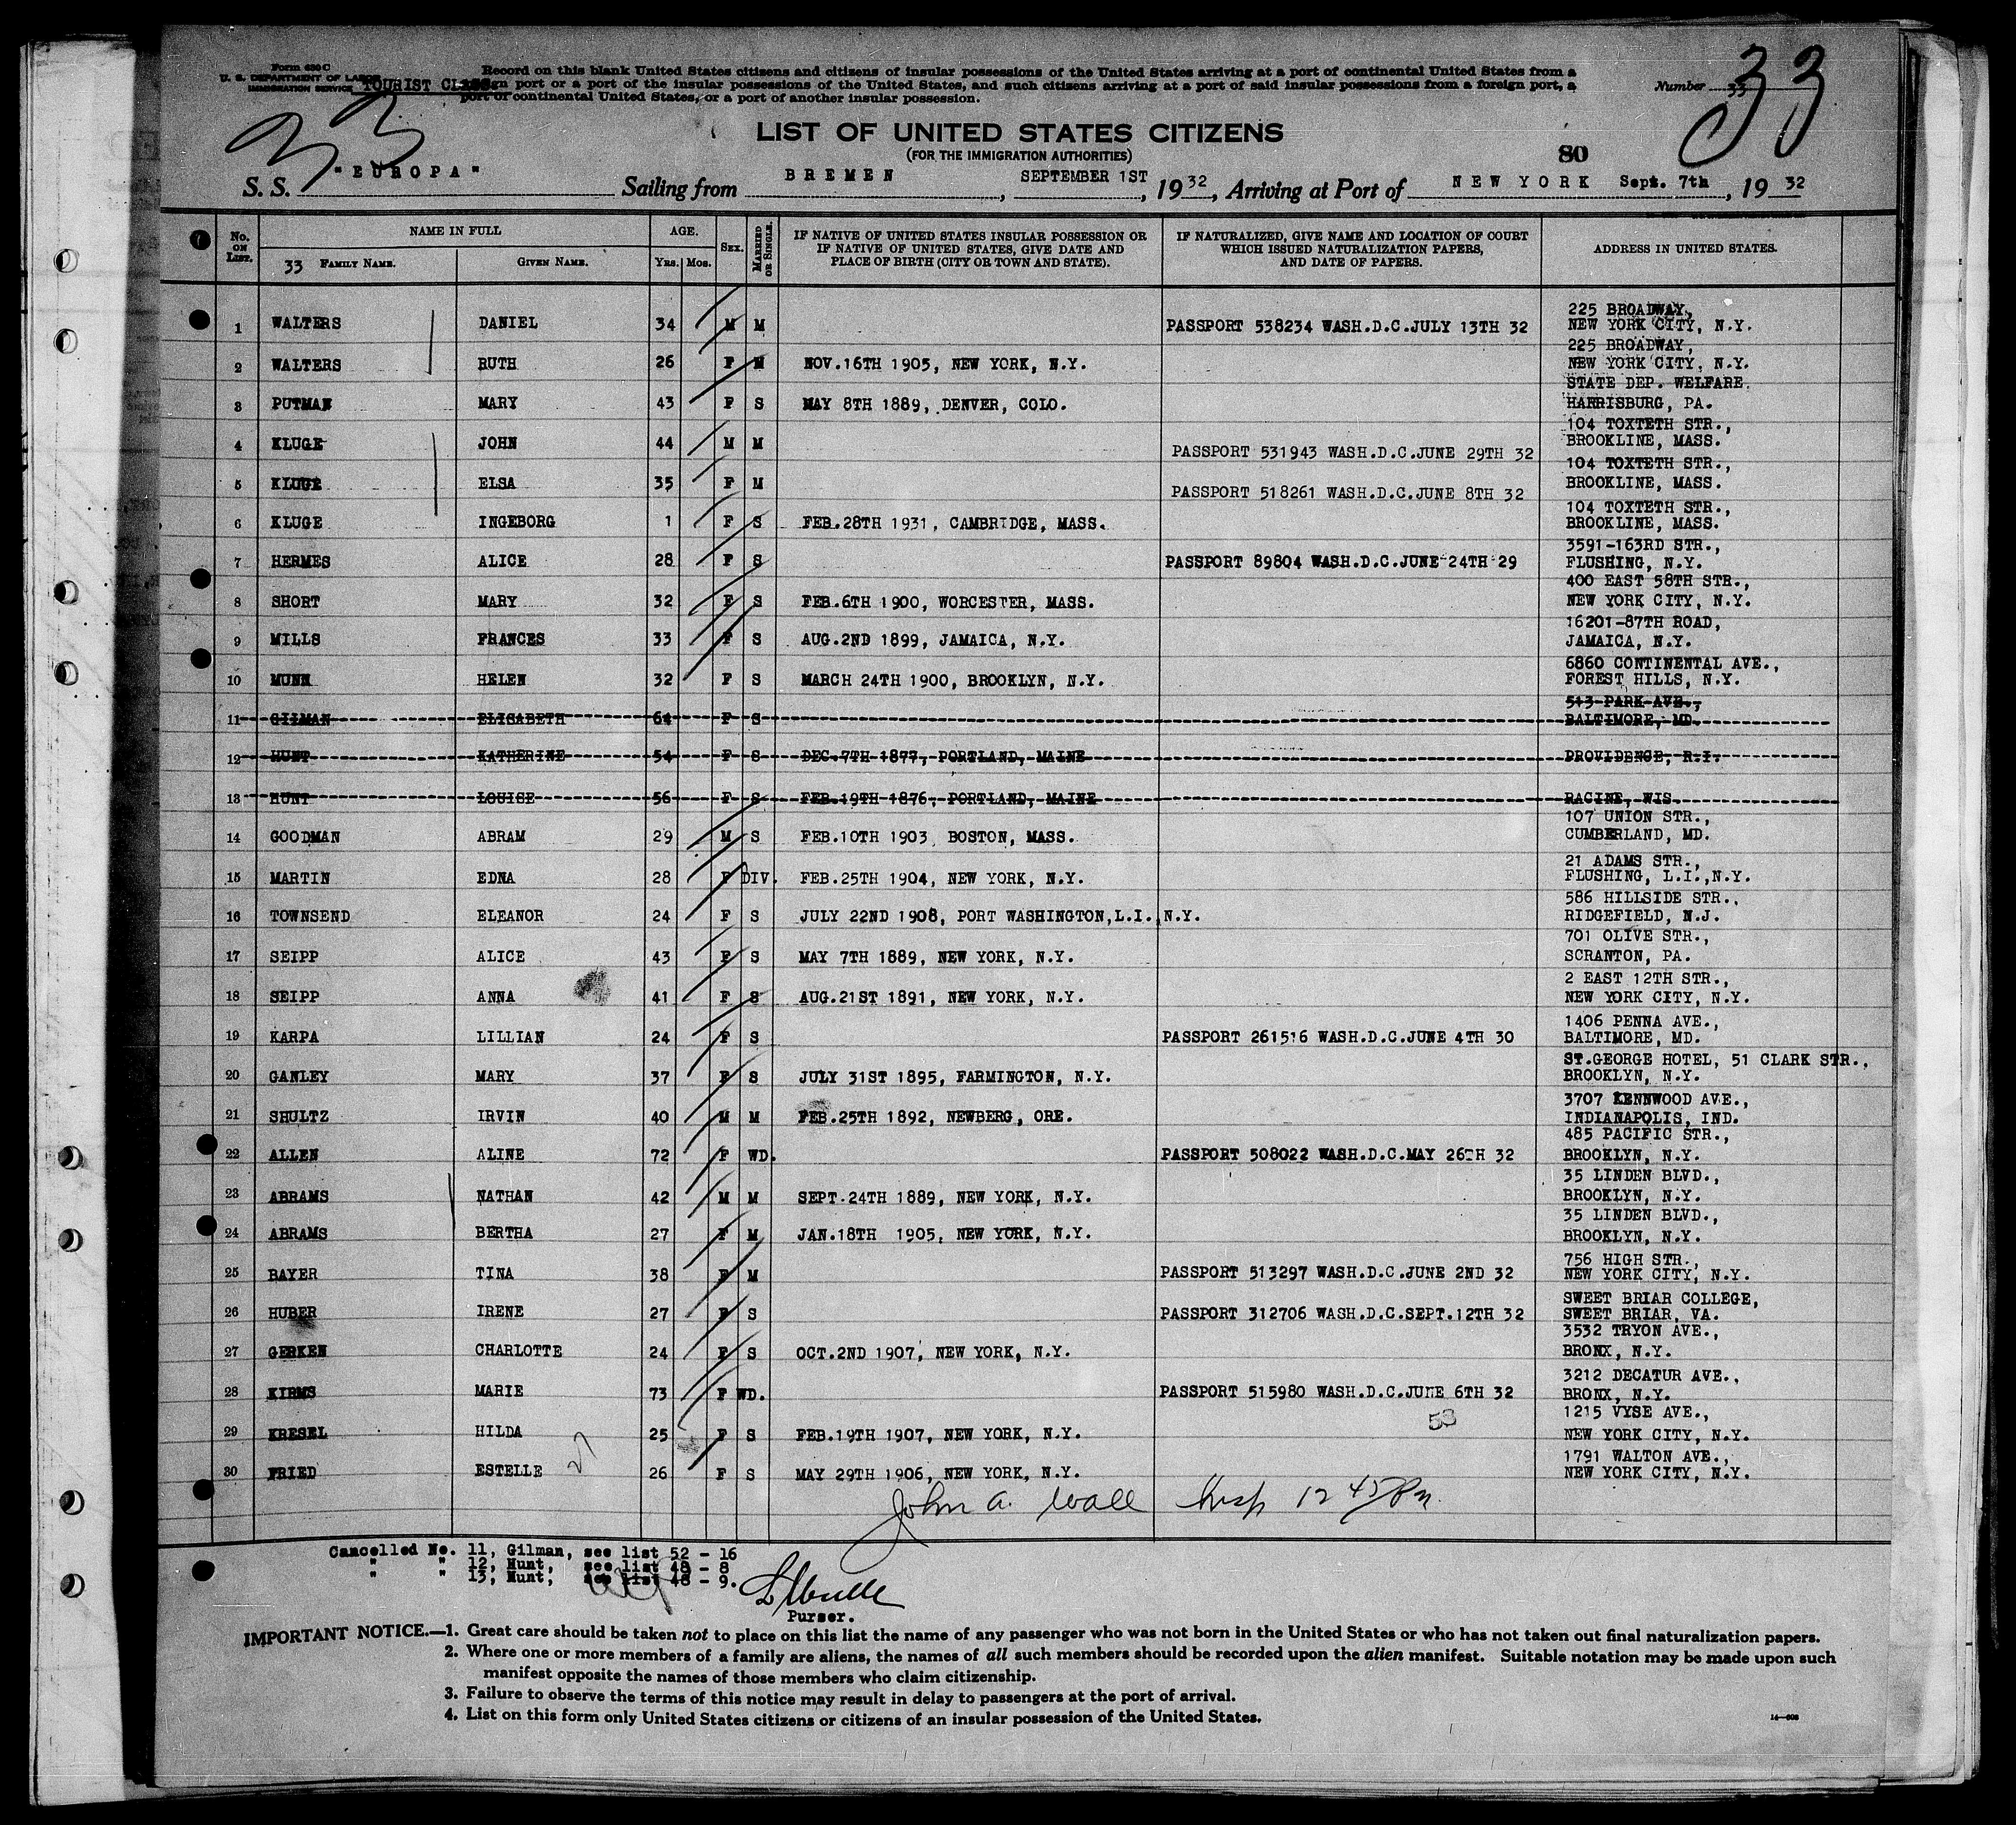 Form 630 C
U. S. DEPARTMENT OF LABOR
IMMIGRATION SERVICE
TOURIST CLASS
Record on this blank United States citizens and citizens of insular possessions of the United States arriving at a port of continental United States from a
foreign port or a port of the insular possessions of the United States, and such citizens arriving at a port of said insular possessions from a foreign port, a
port of continental United States, or a port of another insular possession.
Number 33
33
33
LIST OF UNITED STATES CITIZENS
(FOR THE IMMIGRATION AUTHORITIES)
80
S. S. "EUROPA" Sailing from BREMEN, SEPTEMBER 1ST, 1932, Arriving at Port of NEW YORK Sept. 7th, 1932
No. ON LIST. NAME IN FULL AGE. SEX. MARRIED OR SINGLE. IF NATIVE OF UNITED STATES INSULAR POSSESSION OR IF NATIVE OF UNITED STATES, GIVE DATE AND PLACE OF BIRTH (CITY OR TOWN AND STATE). IF NATURALIZED, GIVE NAME AND LOCATION OF COURT WHICH ISSUED NATURALIZATION PAPERS, AND DATE OF PAPERS. ADDRESS IN UNITED STATES.
33 FAMILY NAME. GIVEN NAME. YRS. MOS.
1 WALTERS DANIEL 34 M M PASSPORT 538234 WASH.D.C.JULY 13TH 32 225 BROADWAY, NEW YORK CITY, N.Y.
2 WALTERS RUTH 26 F M NOV.16TH 1905, NEW YORK, N.Y. 225 BROADWAY, NEW YORK CITY, N.Y.
3 PUTMAN MARY 43 F S MAY 8TH 1889, DENVER, COLO. STATE DEP. WELFARE HARRISBURG, PA.
4 KLUGE JOHN 44 M M PASSPORT 531943 WASH.D.C.JUNE 29TH 32 104 TOXTETH STR., BROOKLINE, MASS.
5 KLUGE ELSA 35 F M PASSPORT 518261 WASH.D.C.JUNE 8TH 32 104 TOXTETH STR., BROOKLINE, MASS.
6 KLUGE INGEBORG 1 F S FEB.28TH 1931, CAMBRIDGE, MASS. 104 TOXTETH STR., BROOKLINE, MASS.
7 HERMES ALICE 28 F S PASSPORT 89804 WASH.D.C.JUNE 24TH 29 3591-163RD STR., FLUSHING, N.Y.
8 SHORT MARY 32 F S FEB.6TH 1900, WORCESTER, MASS. 400 EAST 58TH STR., NEW YORK CITY, N.Y.
9 MILLS FRANCES 33 F S AUG.2ND 1899, JAMAICA, N.Y. 16201-87TH ROAD, JAMAICA, N.Y.
10 MUNN HELEN 32 F S MARCH 24TH 1900, BROOKLYN, N.Y. 6860 CONTINENTAL AVE., FOREST HILLS, N.Y.
11 GILMAN ELISABETH 64 F S 513 PARK AVE., BALTIMORE, MD.
12 HUNT KATHERINE 54 F S DEC.7TH 1877, PORTLAND, MAINE PROVIDENCE, R.I.
13 HUNT LOUISE 56 F S FEB.19TH 1876, PORTLAND, MAINE RACINE, WIS.
14 GOODMAN ABRAM 29 M S FEB.10TH 1903, BOSTON, MASS. 107 UNION STR., CUMBERLAND, MD.
15 MARTIN EDNA 28 F DIV. FEB.25TH 1904, NEW YORK, N.Y. 21 ADAMS STR., FLUSHING, L.I.,N.Y.
16 TOWNSEND ELEANOR 24 F S JULY 22ND 1908, PORT WASHINGTON,L.I.,N.Y. 586 HILLSIDE STR., RIDGEFIELD, N.J.
17 SEIPP ALICE 43 F S MAY 7TH 1889, NEW YORK, N.Y. 701 OLIVE STR., SCRANTON, PA.
18 SEIPP ANNA 41 F S AUG.21ST 1891, NEW YORK, N.Y. 2 EAST 12TH STR., NEW YORK CITY, N.Y.
19 KARPA LILLIAN 24 F S PASSPORT 261516 WASH.D.C.JUNE 4TH 30 1406 PENNA AVE., BALTIMORE, MD.
20 GANLEY MARY 37 F S JULY 31ST 1895, FARMINGTON, N.Y. ST.GEORGE HOTEL, 51 CLARK STR., BROOKLYN, N.Y.
21 SHULTZ IRVIN 40 M M FEB.25TH 1892, NEWBERG, ORE. 3707 KENNWOOD AVE., INDIANAPOLIS, IND.
22 ALLEN ALINE 72 F WD. PASSPORT 508022 WASH.D.C.MAY 26TH 32 485 PACIFIC STR., BROOKLYN, N.Y.
23 ABRAMS NATHAN 42 M M SEPT.24TH 1889, NEW YORK, N.Y. 35 LINDEN BLVD., BROOKLYN, N.Y.
24 ABRAMS BERTHA 27 F M JAN.18TH 1905, NEW YORK, N.Y. 35 LINDEN BLVD., BROOKLYN, N.Y.
25 BAYER TINA 38 F M PASSPORT 513297 WASH.D.C.JUNE 2ND 32 756 HIGH STR., NEW YORK CITY, N.Y.
26 HUBER IRENE 27 F S PASSPORT 312706 WASH.D.C.SEPT.12TH 32 SWEET BRIAR COLLEGE, SWEET BRIAR, VA.
27 GERKEN CHARLOTTE 24 F S OCT.2ND 1907, NEW YORK, N.Y. 3532 TRYON AVE., BRONX, N.Y.
28 KIRMS MARIE 73 F WD. PASSPORT 515980 WASH.D.C.JUNE 6TH 32 3212 DECATUR AVE., BRONX, N.Y.
29 KRESEL HILDA 25 F S FEB.19TH 1907, NEW YORK, N.Y. 1215 VYSE AVE., NEW YORK CITY, N.Y.
30 FRIED ESTELLE 26 F S MAY 29TH 1906, NEW YORK, N.Y. 1791 WALTON AVE., NEW YORK CITY, N.Y.
27
53
John A. Wall Insp 12 45 Pm
Cancelled No. 11, Gilman, see list 52 - 16
" " 12, Hunt, see list 48 - 8
" " 13, Hunt, see list 48 - 9.
Purser.
IMPORTANT NOTICE.—1. Great care should be taken not to place on this list the name of any passenger who was not born in the United States or who has not taken out final naturalization papers.
2. Where one or more members of a family are aliens, the names of all such members should be recorded upon the alien manifest. Suitable notation may be made upon such
manifest opposite the names of those members who claim citizenship.
3. Failure to observe the terms of this notice may result in delay to passengers at the port of arrival.
4. List on this form only United States citizens or citizens of an insular possession of the United States.